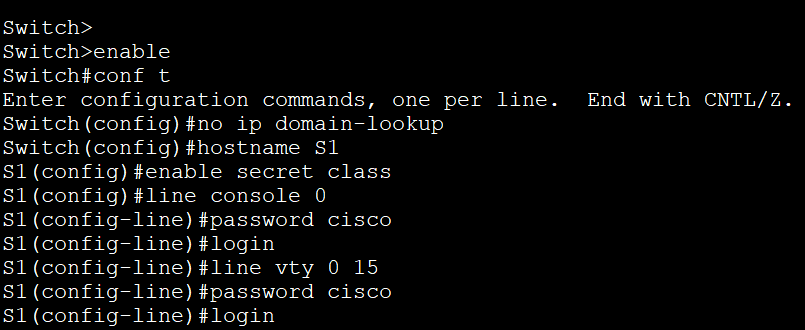 Switch>
Switch>enable
Switch#conf t
Enter configuration commands, one per line.  End with CNTL/Z.
Switch(config)#no ip domain-lookup
Switch(config)#hostname S1
S1(config)#enable secret class
S1(config)#line console 0
S1(config-line)#password cisco
S1(config-line)#login
S1(config-line)#line vty 0 15
S1(config-line)#password cisco
S1(config-line)#login